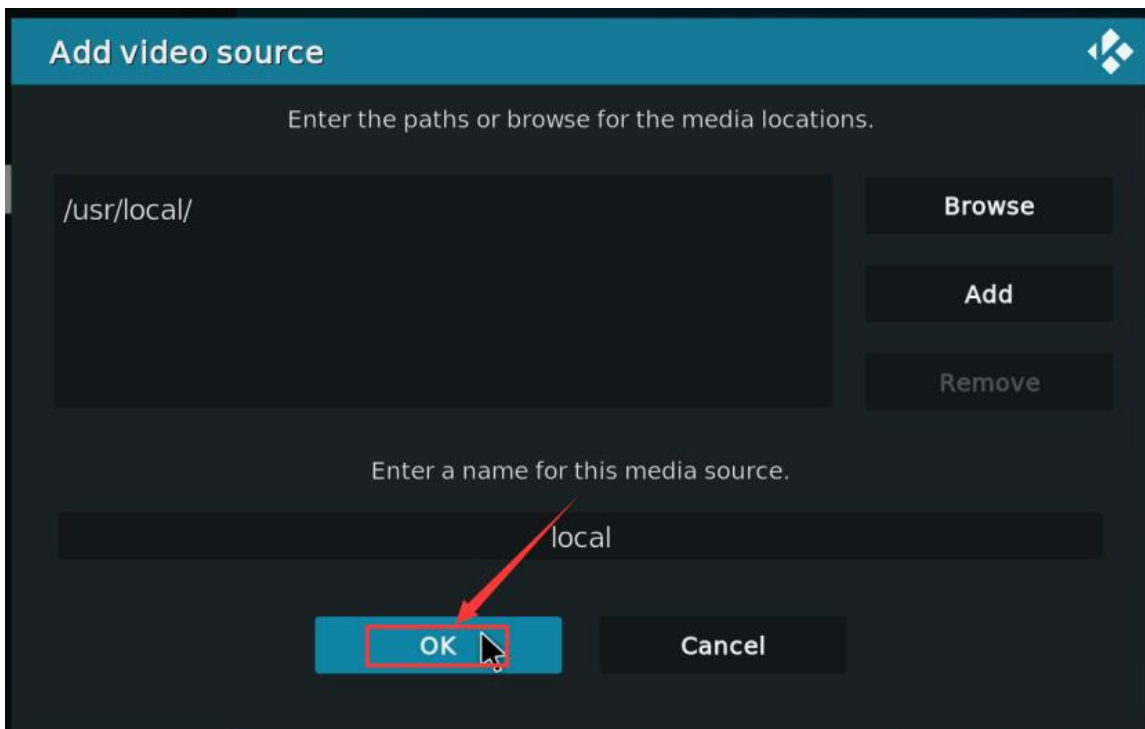 Add video source
Enter the paths or browse for the media locations.
/usr/local/
Browse
Add
Remove
Enter a name for this media source.
local
OK
Cancel